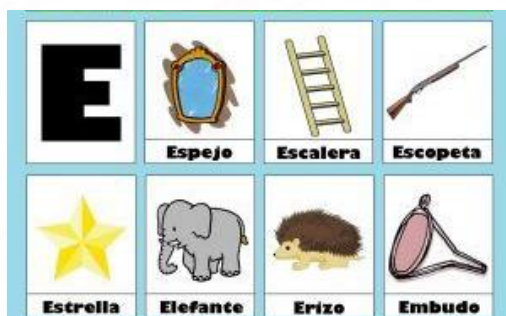 E
Espejo
Escalera
Escopeta
Estrella
Elefante
Erizo
Embudo